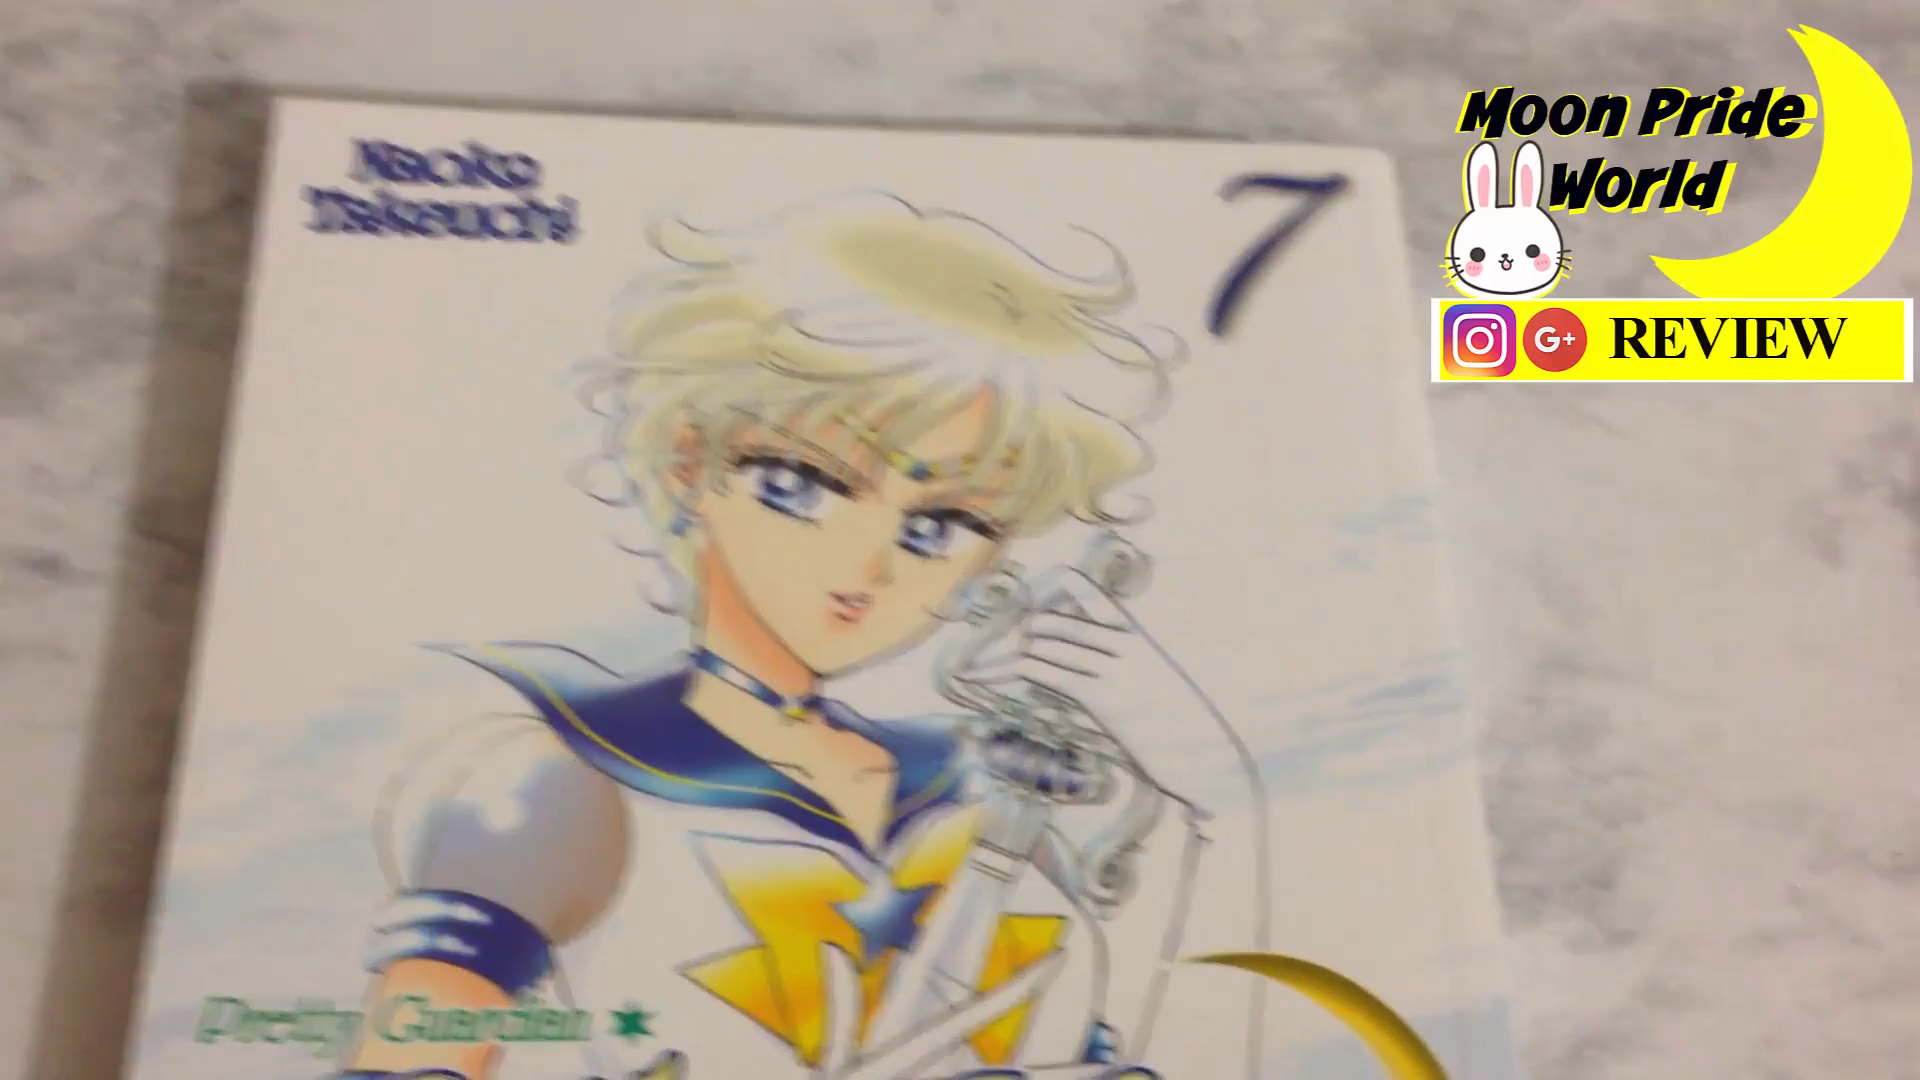 Naoko
Takeuchi
7
Pretty Guardian ★
Moon Pride
World
G+ REVIEW